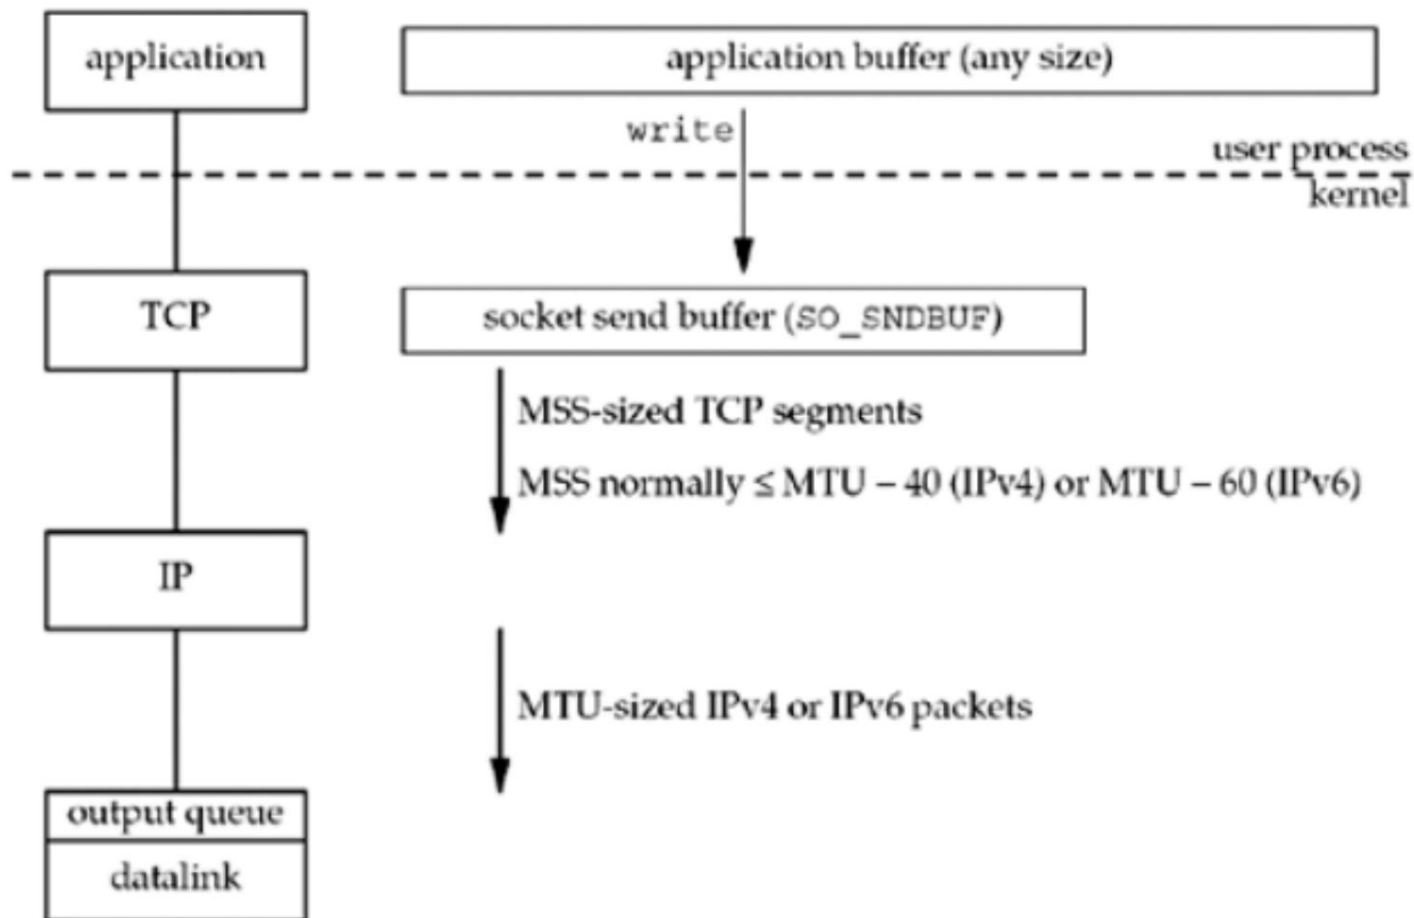 application
application buffer (any size)
write
user process
kernel
TCP
socket send buffer (SO_SNDBUF)
MSS-sized TCP segments
MSS normally ≤ MTU – 40 (IPv4) or MTU – 60 (IPv6)
IP
MTU-sized IPv4 or IPv6 packets
output queue
datalink